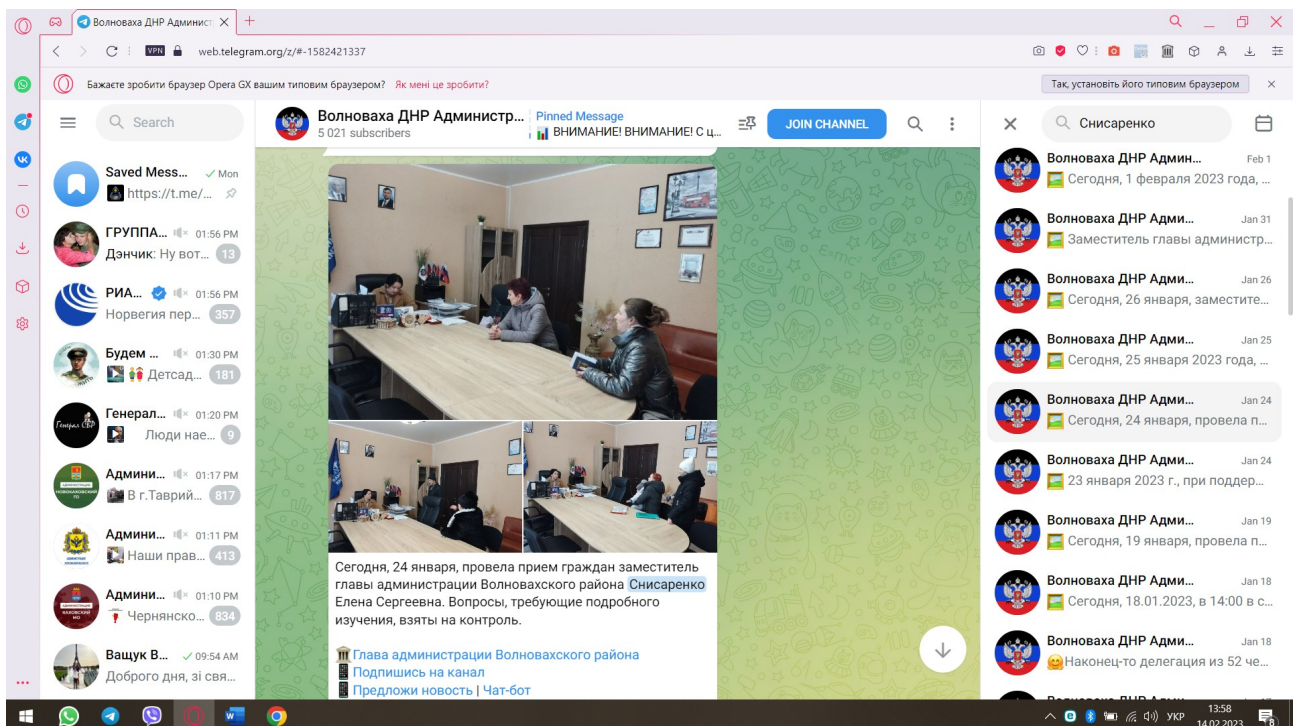 Волноваха ДНР Админист
VPN
web.telegram.org/z/#-1582421337
Бажаєте зробити браузер Opera GX вашим типовим браузером? Як мені це зробити?
Так, установіть його типовим браузером
Search
Saved Mess... Mon
https://t.me/...
ГРУППА... 01:56 PM
Дэнчик: Ну вот... 13
РИА... 01:56 PM
Норвегия пер... 357
Будем ... 01:30 PM
Детсад... 181
Генерал... 01:20 PM
Люди нае... 9
Админи... 01:17 PM
В г.Таврий... 817
Админи... 01:11 PM
Наши прав... 413
Админи... 01:10 PM
Чернянско... 834
Ващук В... 09:54 AM
Доброго дня, зі свя...
Волноваха ДНР Администр...
5 021 subscribers
Pinned Message
ВНИМАНИЕ! ВНИМАНИЕ! С ц...
JOIN CHANNEL
Сегодня, 24 января, провела прием граждан заместитель
главы администрации Волновахского района Снисаренко
Елена Сергеевна. Вопросы, требующие подробного
изучения, взяты на контроль.
Глава администрации Волновахского района
Подпишись на канал
Предложи новость | Чат-бот
Снисаренко
Волноваха ДНР Админ... Feb 1
Сегодня, 1 февраля 2023 года, ...
Волноваха ДНР Адми... Jan 31
Заместитель главы администр...
Волноваха ДНР Адми... Jan 26
Сегодня, 26 января, заместите...
Волноваха ДНР Адми... Jan 25
Сегодня, 25 января 2023 года, ...
Волноваха ДНР Адми... Jan 24
Сегодня, 24 января, провела п...
Волноваха ДНР Адми... Jan 24
23 января 2023 г., при поддер...
Волноваха ДНР Адми... Jan 19
Сегодня, 19 января, провела п...
Волноваха ДНР Адми... Jan 18
Сегодня, 18.01.2023, в 14:00 в с...
Волноваха ДНР Адми... Jan 18
Наконец-то делегация из 52 че...
УКР
13:58
14.02.2023